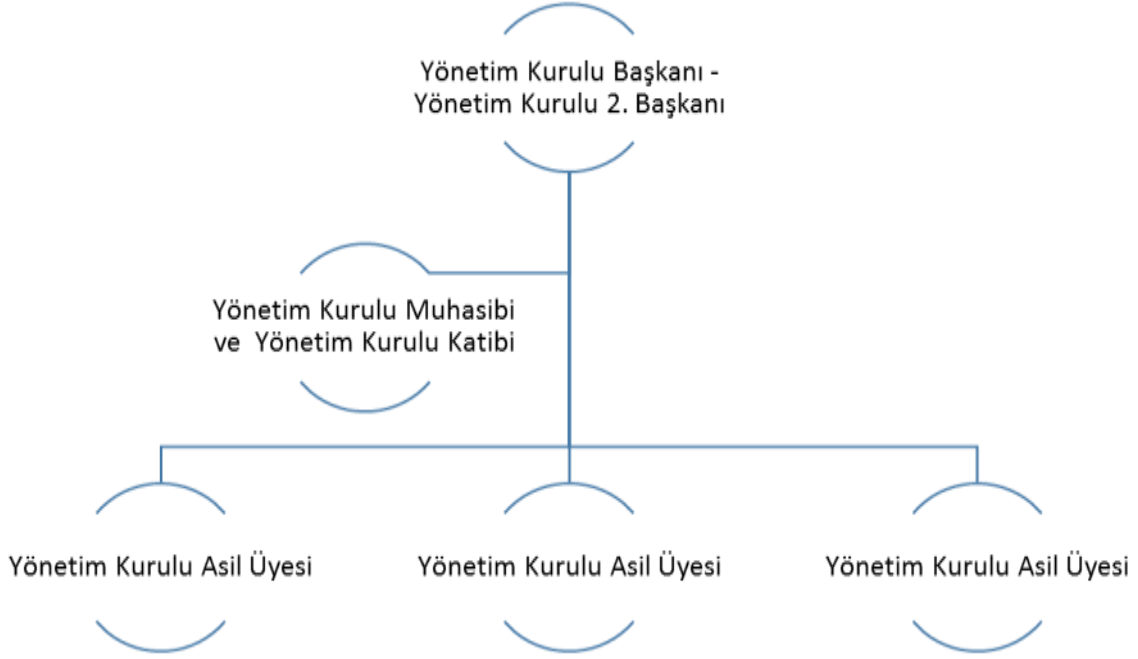 Yönetim Kurulu Başkanı -
Yönetim Kurulu 2. Başkanı
Yönetim Kurulu Muhasibi
ve Yönetim Kurulu Katibi
Yönetim Kurulu Asil Üyesi
Yönetim Kurulu Asil Üyesi
Yönetim Kurulu Asil Üyesi